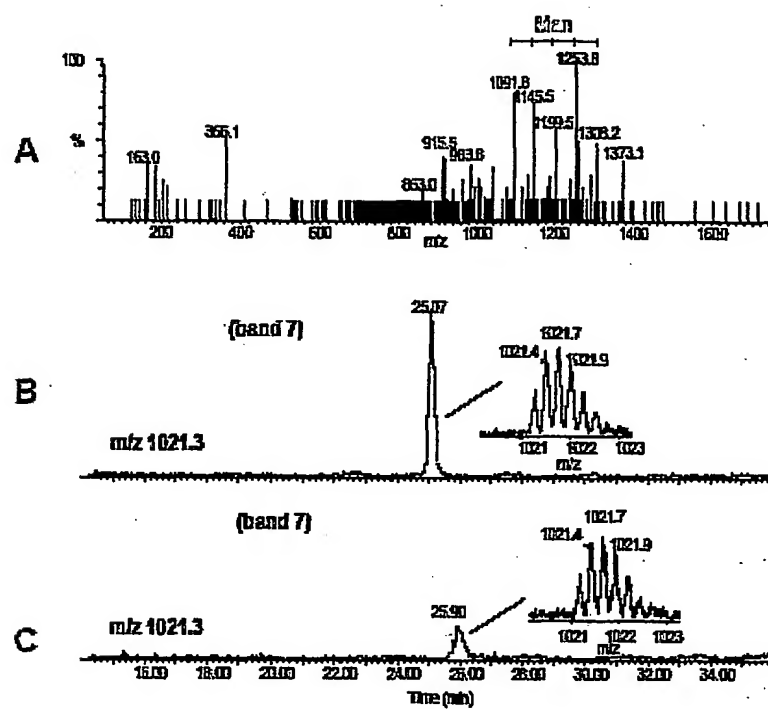 Man
A
100
%
163.0
366.1
863.0
915.5
963.8
1091.8
1145.5
1199.5
1253.8
1308.2
1373.1
200 400 600 800 1000 1200 1400 1600
m/z
B
(band 7)
m/z 1021.3
25.07
1021.4
1021.7
1021.9
1021 1022 1023
m/z
C
(band 7)
m/z 1021.3
25.90
1021.4
1021.7
1021.9
1021 1022 1023
m/z
16.00 18.00 20.00 22.00 24.00 26.00 28.00 30.00 32.00 34.00
Time (min)